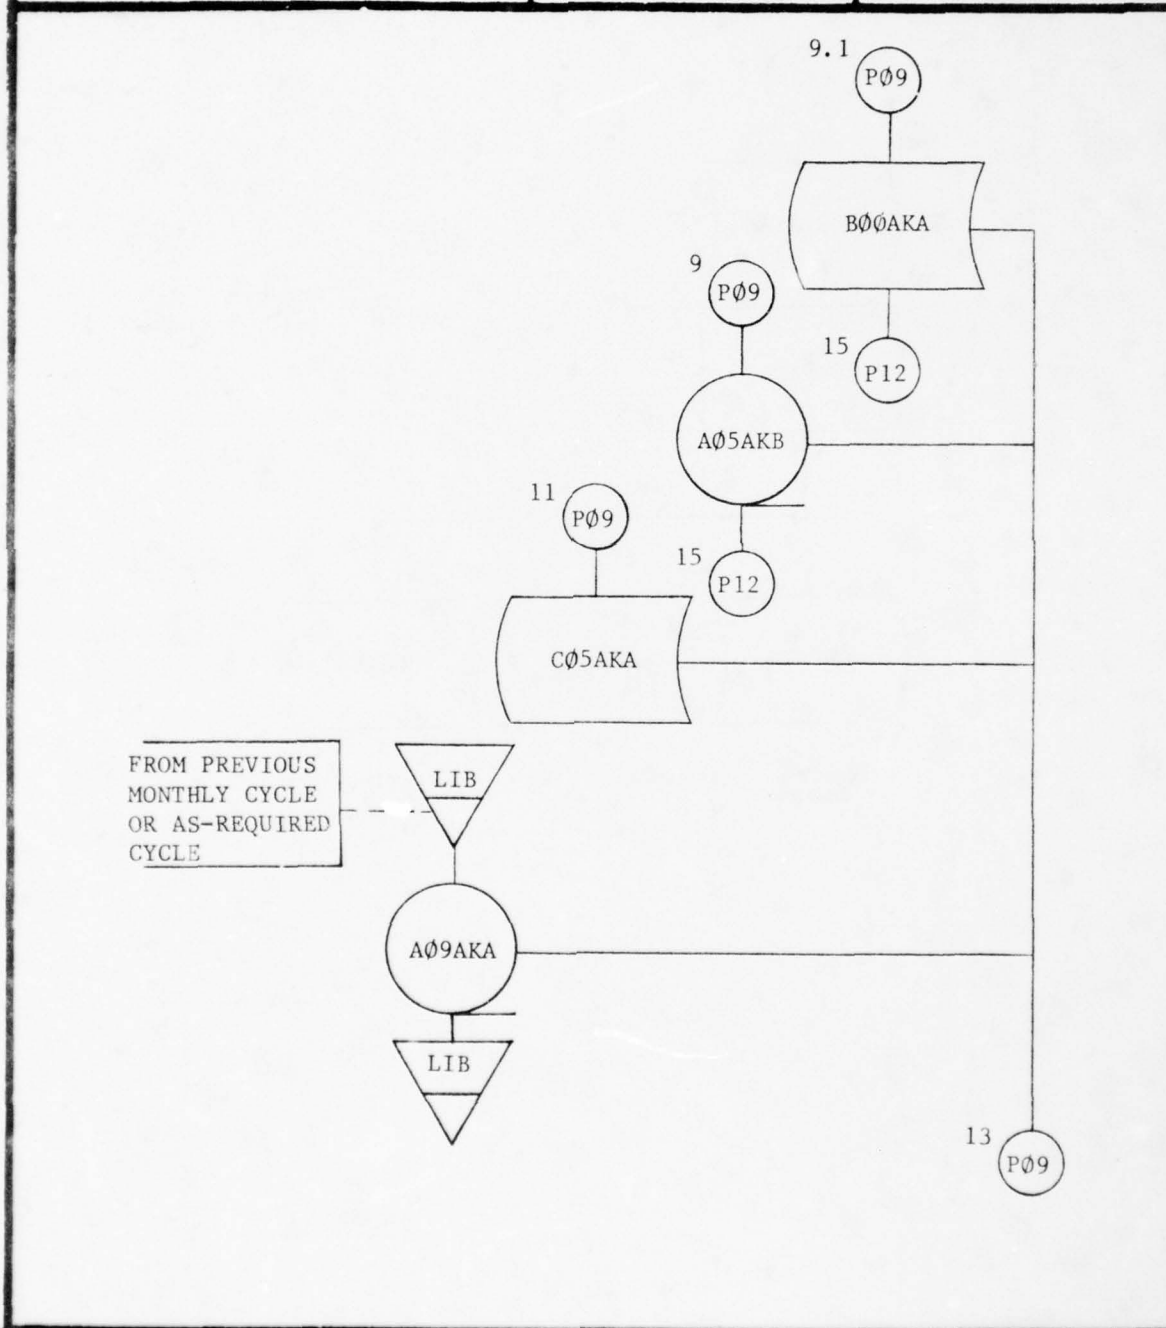 9.1
PØ9
BØØAKA
9
PØ9
15
P12
AØ5AKB
11
PØ9
15
P12
CØ5AKA
FROM PREVIOUS
MONTHLY CYCLE
OR AS-REQUIRED
CYCLE
LIB
AØ9AKA
LIB
13
PØ9